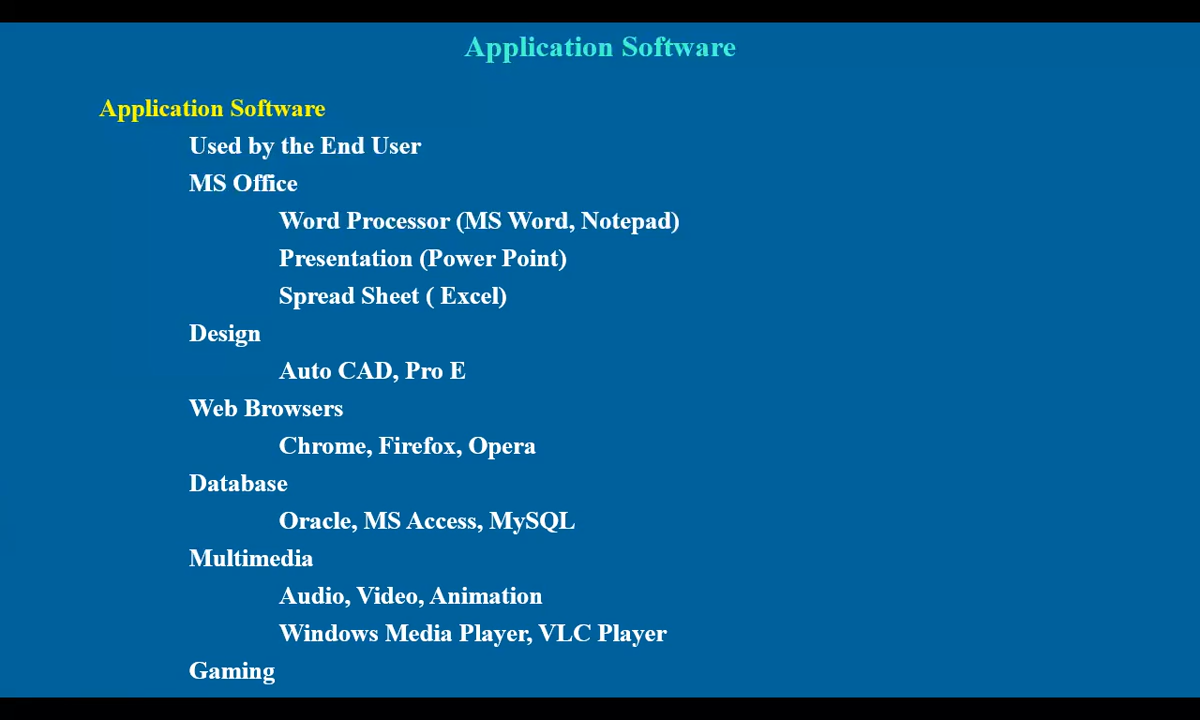 Application Software
Application Software
Used by the End User
MS Office
Word Processor (MS Word, Notepad)
Presentation (Power Point)
Spread Sheet ( Excel)
Design
Auto CAD, Pro E
Web Browsers
Chrome, Firefox, Opera
Database
Oracle, MS Access, MySQL
Multimedia
Audio, Video, Animation
Windows Media Player, VLC Player
Gaming